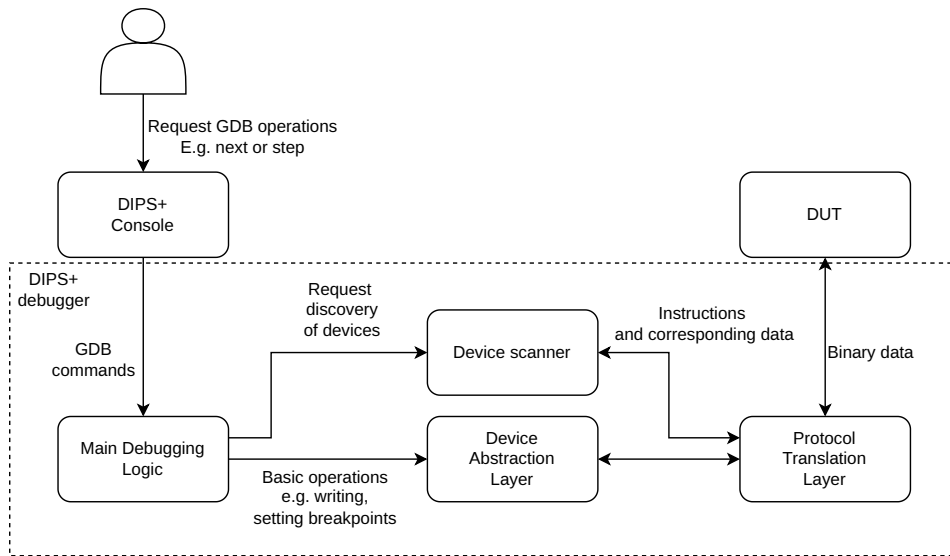 Request GDB operations
E.g. next or step
DIPS+
Console
DUT
DIPS+
debugger
Request
discovery
of devices
Instructions
and corresponding data
GDB
commands
Device scanner
Binary data
Main Debugging
Logic
Device
Abstraction
Layer
Protocol
Translation
Layer
Basic operations
e.g. writing,
setting breakpoints